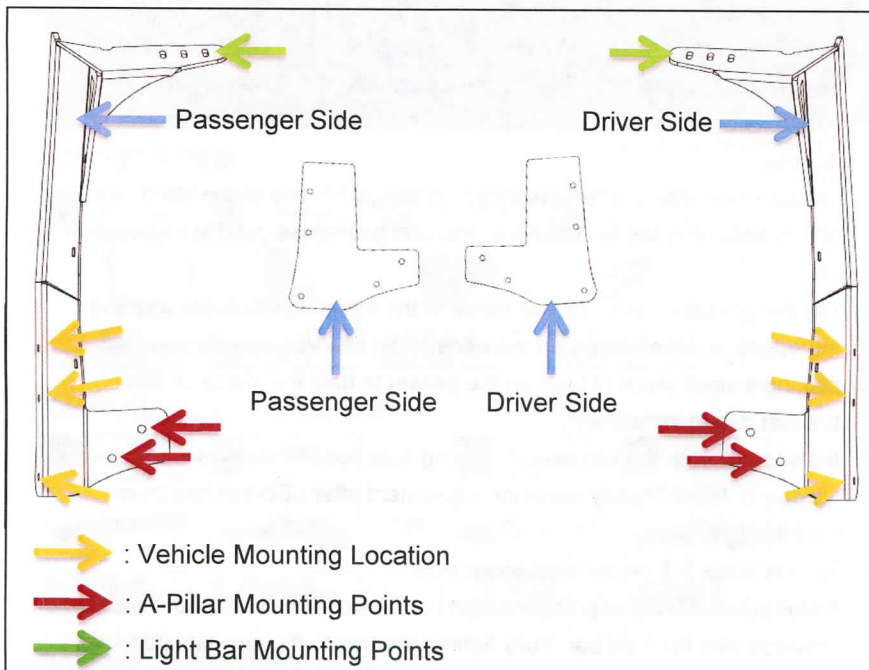 Passenger Side
Driver Side
Passenger Side
Driver Side
: Vehicle Mounting Location
: A-Pillar Mounting Points
: Light Bar Mounting Points